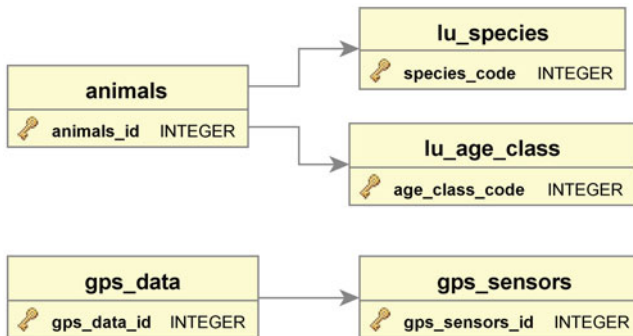 lu_species
species_code INTEGER
animals
animals_id INTEGER
lu_age_class
age_class_code INTEGER
gps_data
gps_data_id INTEGER
gps_sensors
gps_sensors_id INTEGER